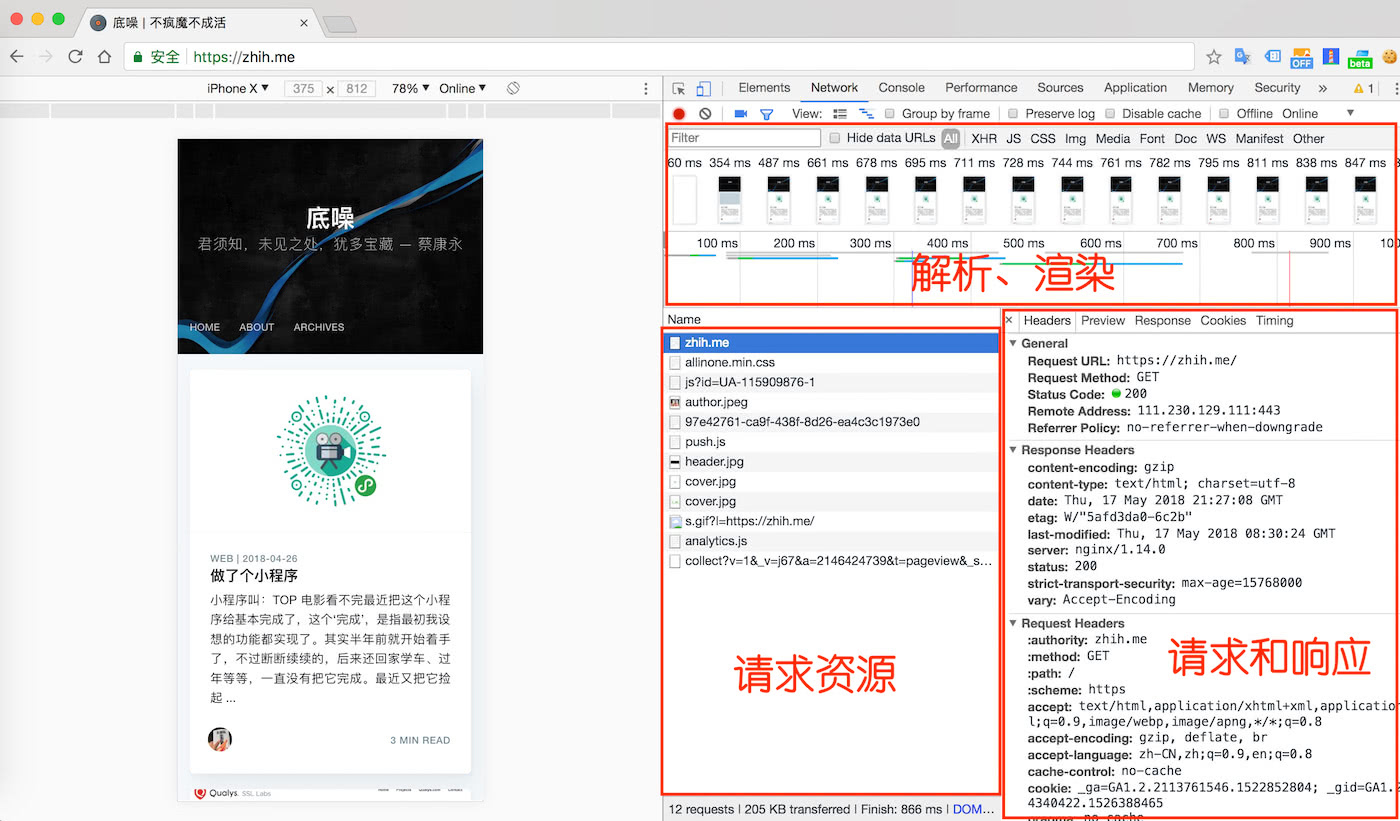 底噪 | 不疯魔不成活
安全 https://zhih.me
OFF
beta
iPhone X 375 × 812 78% Online
Elements Network Console Performance Sources Application Memory Security » 1
View: Group by frame Preserve log Disable cache Offline Online
Filter Hide data URLs All XHR JS CSS Img Media Font Doc WS Manifest Other
60 ms 354 ms 487 ms 661 ms 678 ms 695 ms 711 ms 728 ms 744 ms 761 ms 782 ms 795 ms 811 ms 838 ms 847 ms
100 ms 200 ms 300 ms 400 ms 500 ms 600 ms 700 ms 800 ms 900 ms 100
解析、渲染
底噪
君须知，未见之处，犹多宝藏 — 蔡康永
HOME ABOUT ARCHIVES
WEB | 2018-04-26
做了个小程序
小程序叫：TOP 电影看不完最近把这个小程
序给基本完成了，这个‘完成’，是指最初我设
想的功能都实现了。其实半年前就开始着手
了，不过断断续续的，后来还回家学车、过
年等等，一直没有把它完成。最近又把它捡
起 ...
3 MIN READ
Qualys. SSL Labs
Home Projects Qualys.com Contact
Name
zhih.me
allinone.min.css
js?id=UA-115909876-1
author.jpeg
97e42761-ca9f-438f-8d26-ea4c3c1973e0
push.js
header.jpg
cover.jpg
cover.jpg
s.gif?l=https://zhih.me/
analytics.js
collect?v=1&_v=j67&a=2146424739&t=pageview&_s...
请求资源
12 requests | 205 KB transferred | Finish: 866 ms | DOM...
× Headers Preview Response Cookies Timing
General
Request URL: https://zhih.me/
Request Method: GET
Status Code: 200
Remote Address: 111.230.129.111:443
Referrer Policy: no-referrer-when-downgrade
Response Headers
content-encoding: gzip
content-type: text/html; charset=utf-8
date: Thu, 17 May 2018 21:27:08 GMT
etag: W/"5afd3da0-6c2b"
last-modified: Thu, 17 May 2018 08:30:24 GMT
server: nginx/1.14.0
status: 200
strict-transport-security: max-age=15768000
vary: Accept-Encoding
Request Headers
:authority: zhih.me
:method: GET
:path: /
:scheme: https
请求和响应
accept: text/html,application/xhtml+xml,applicatio
l;q=0.9,image/webp,image/apng,*/*;q=0.8
accept-encoding: gzip, deflate, br
accept-language: zh-CN,zh;q=0.9,en;q=0.8
cache-control: no-cache
cookie: _ga=GA1.2.2113761546.1522852804; _gid=GA1.2
4340422.1526388465
pragma: no-cache